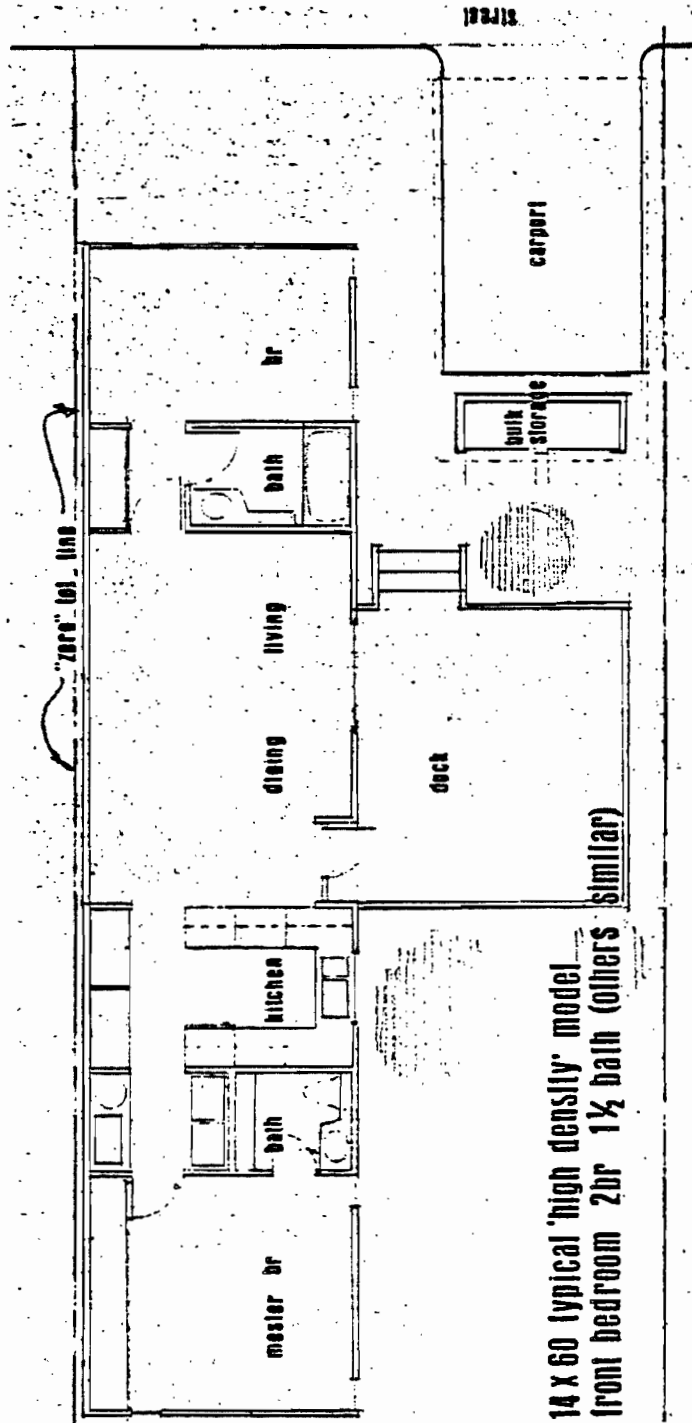 street
"zero" lot line
carport
br
bulk
storage
bath
living
dining
deck
kitchen
bath
master br
14 X 60 typical 'high density' model
front bedroom 2br 1½ bath (others similar)